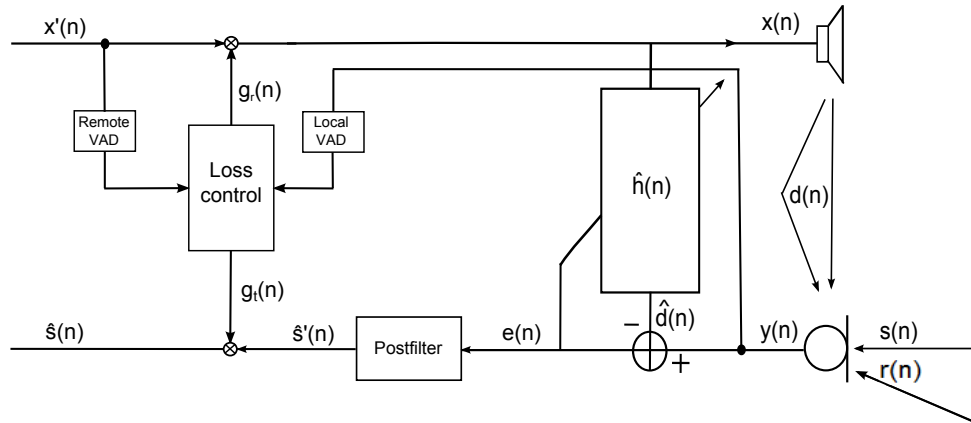 x'(n)
x(n)
gᵣ(n)
Remote
VAD
Local
VAD
Loss
control
ĥ(n)
d(n)
gₜ(n)
ŝ(n)
ŝ'(n)
Postfilter
e(n)
−
d̂(n)
+
y(n)
s(n)
r(n)